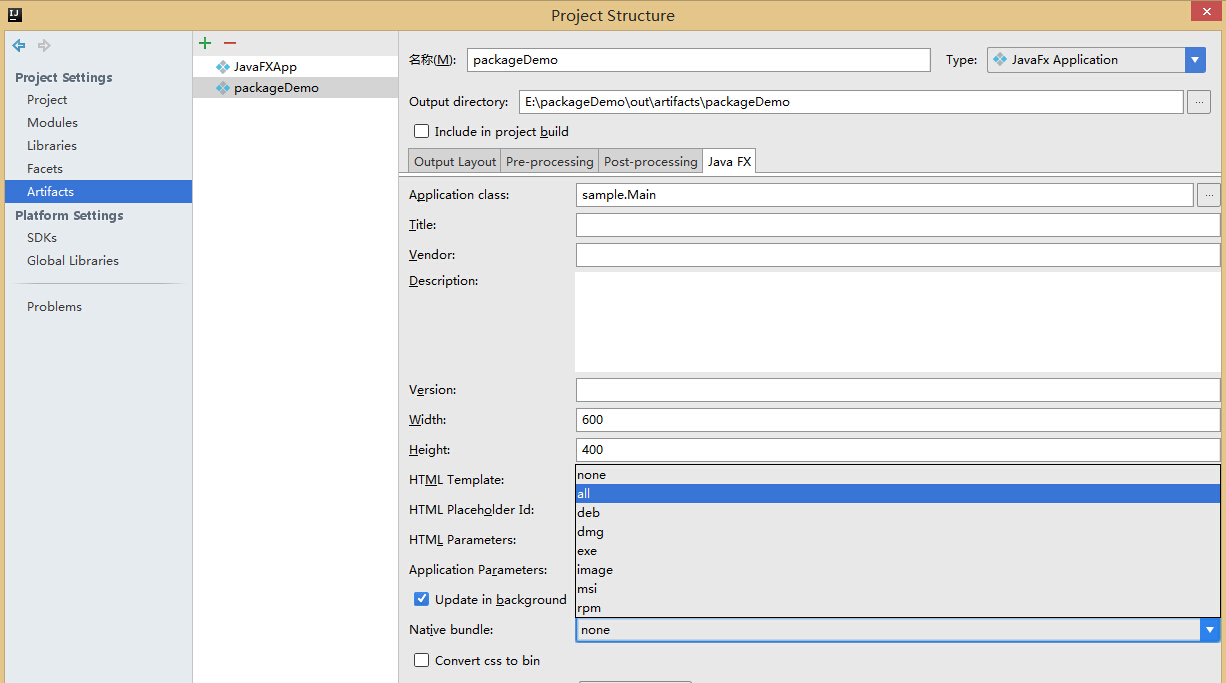 Project Structure
Project Settings
Project
Modules
Libraries
Facets
Artifacts
Platform Settings
SDKs
Global Libraries
Problems
JavaFXApp
packageDemo
名称(M): packageDemo Type: JavaFx Application
Output directory: E:\packageDemo\out\artifacts\packageDemo ...
Include in project build
Output Layout Pre-processing Post-processing Java FX
Application class: sample.Main ...
Title:
Vendor:
Description:
Version:
Width: 600
Height: 400
HTML Template:
HTML Placeholder Id:
HTML Parameters:
Application Parameters:
Update in background
none
all
deb
dmg
exe
image
msi
rpm
Native bundle: none
Convert css to bin